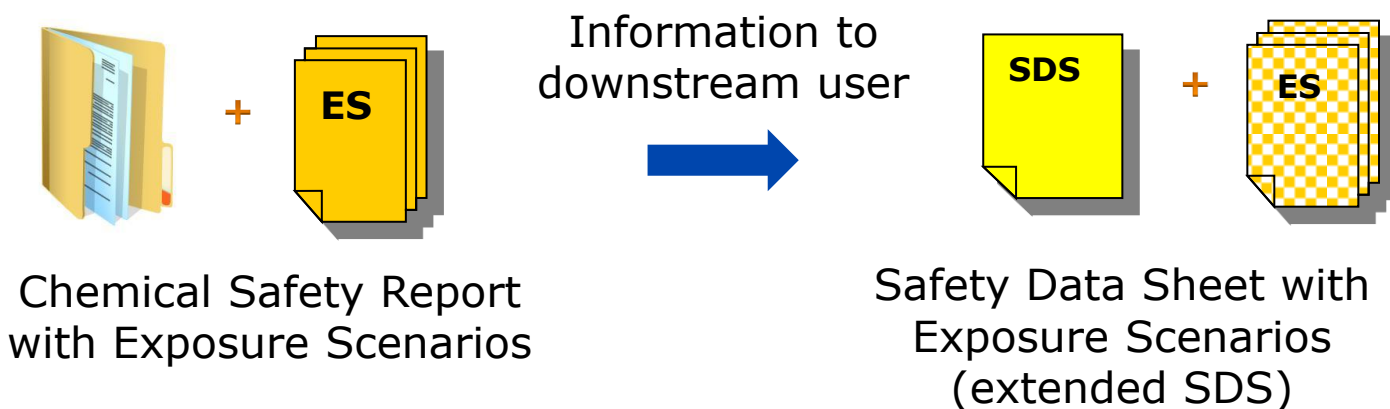 ES
Information to
downstream user
SDS
ES
Chemical Safety Report
with Exposure Scenarios
Safety Data Sheet with
Exposure Scenarios
(extended SDS)